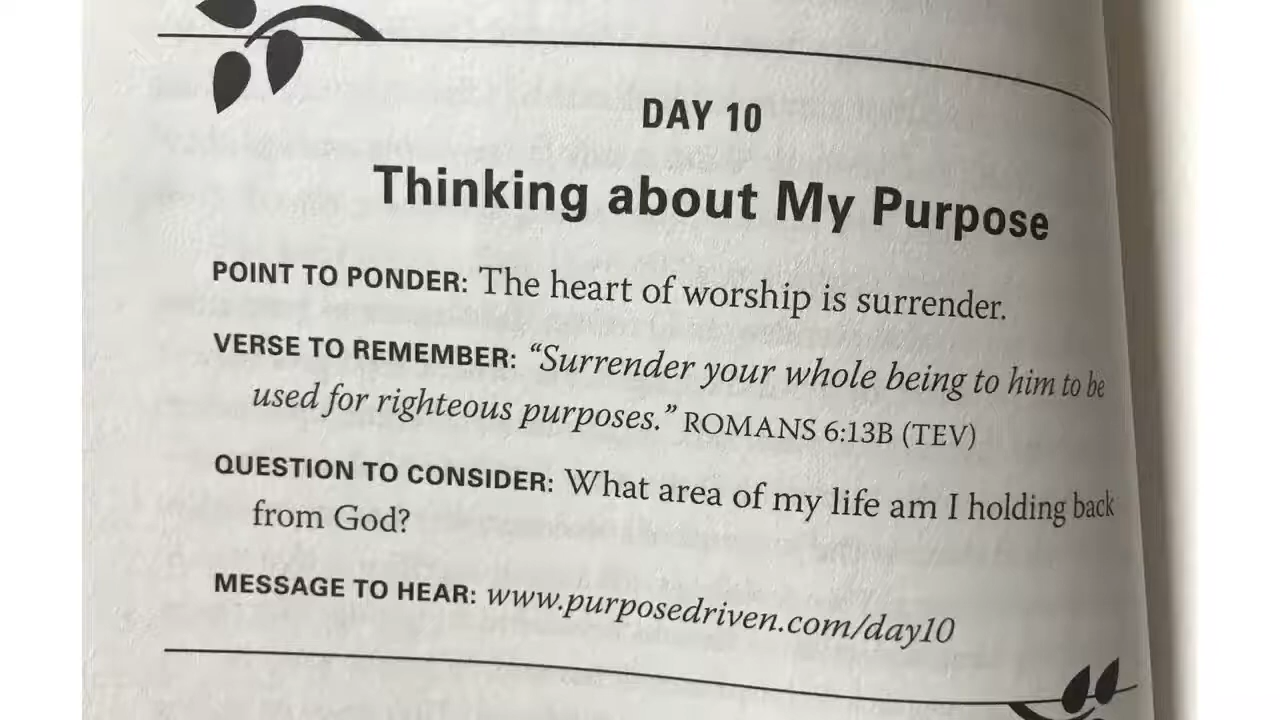 DAY 10
Thinking about My Purpose
POINT TO PONDER: The heart of worship is surrender.
VERSE TO REMEMBER: “Surrender your whole being to him to be
used for righteous purposes.” ROMANS 6:13B (TEV)
QUESTION TO CONSIDER: What area of my life am I holding back
from God?
MESSAGE TO HEAR: www.purposedriven.com/day10